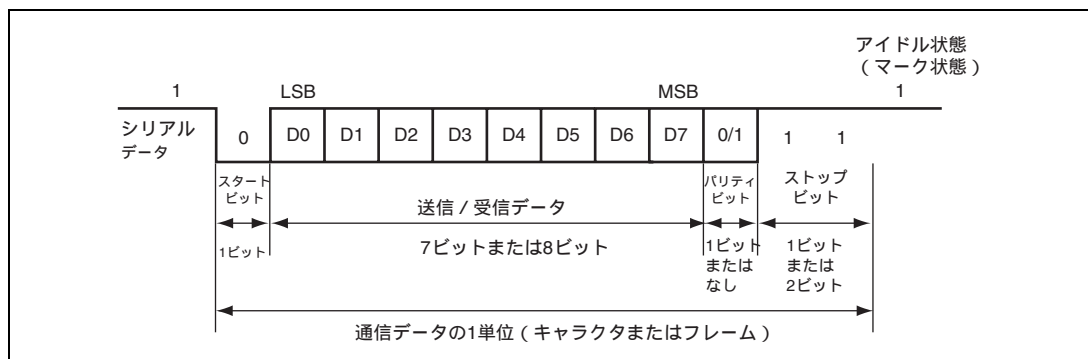 アイドル状態
（マーク状態）
1 LSB MSB 1
シリアル
データ
0 D0 D1 D2 D3 D4 D5 D6 D7 0/1 1 1
スタート
ビット
送信／受信データ
パリティ
ビット
ストップ
ビット
1ビット
7ビットまたは8ビット
1ビット
または
なし
1ビット
または
2ビット
通信データの1単位（キャラクタまたはフレーム）